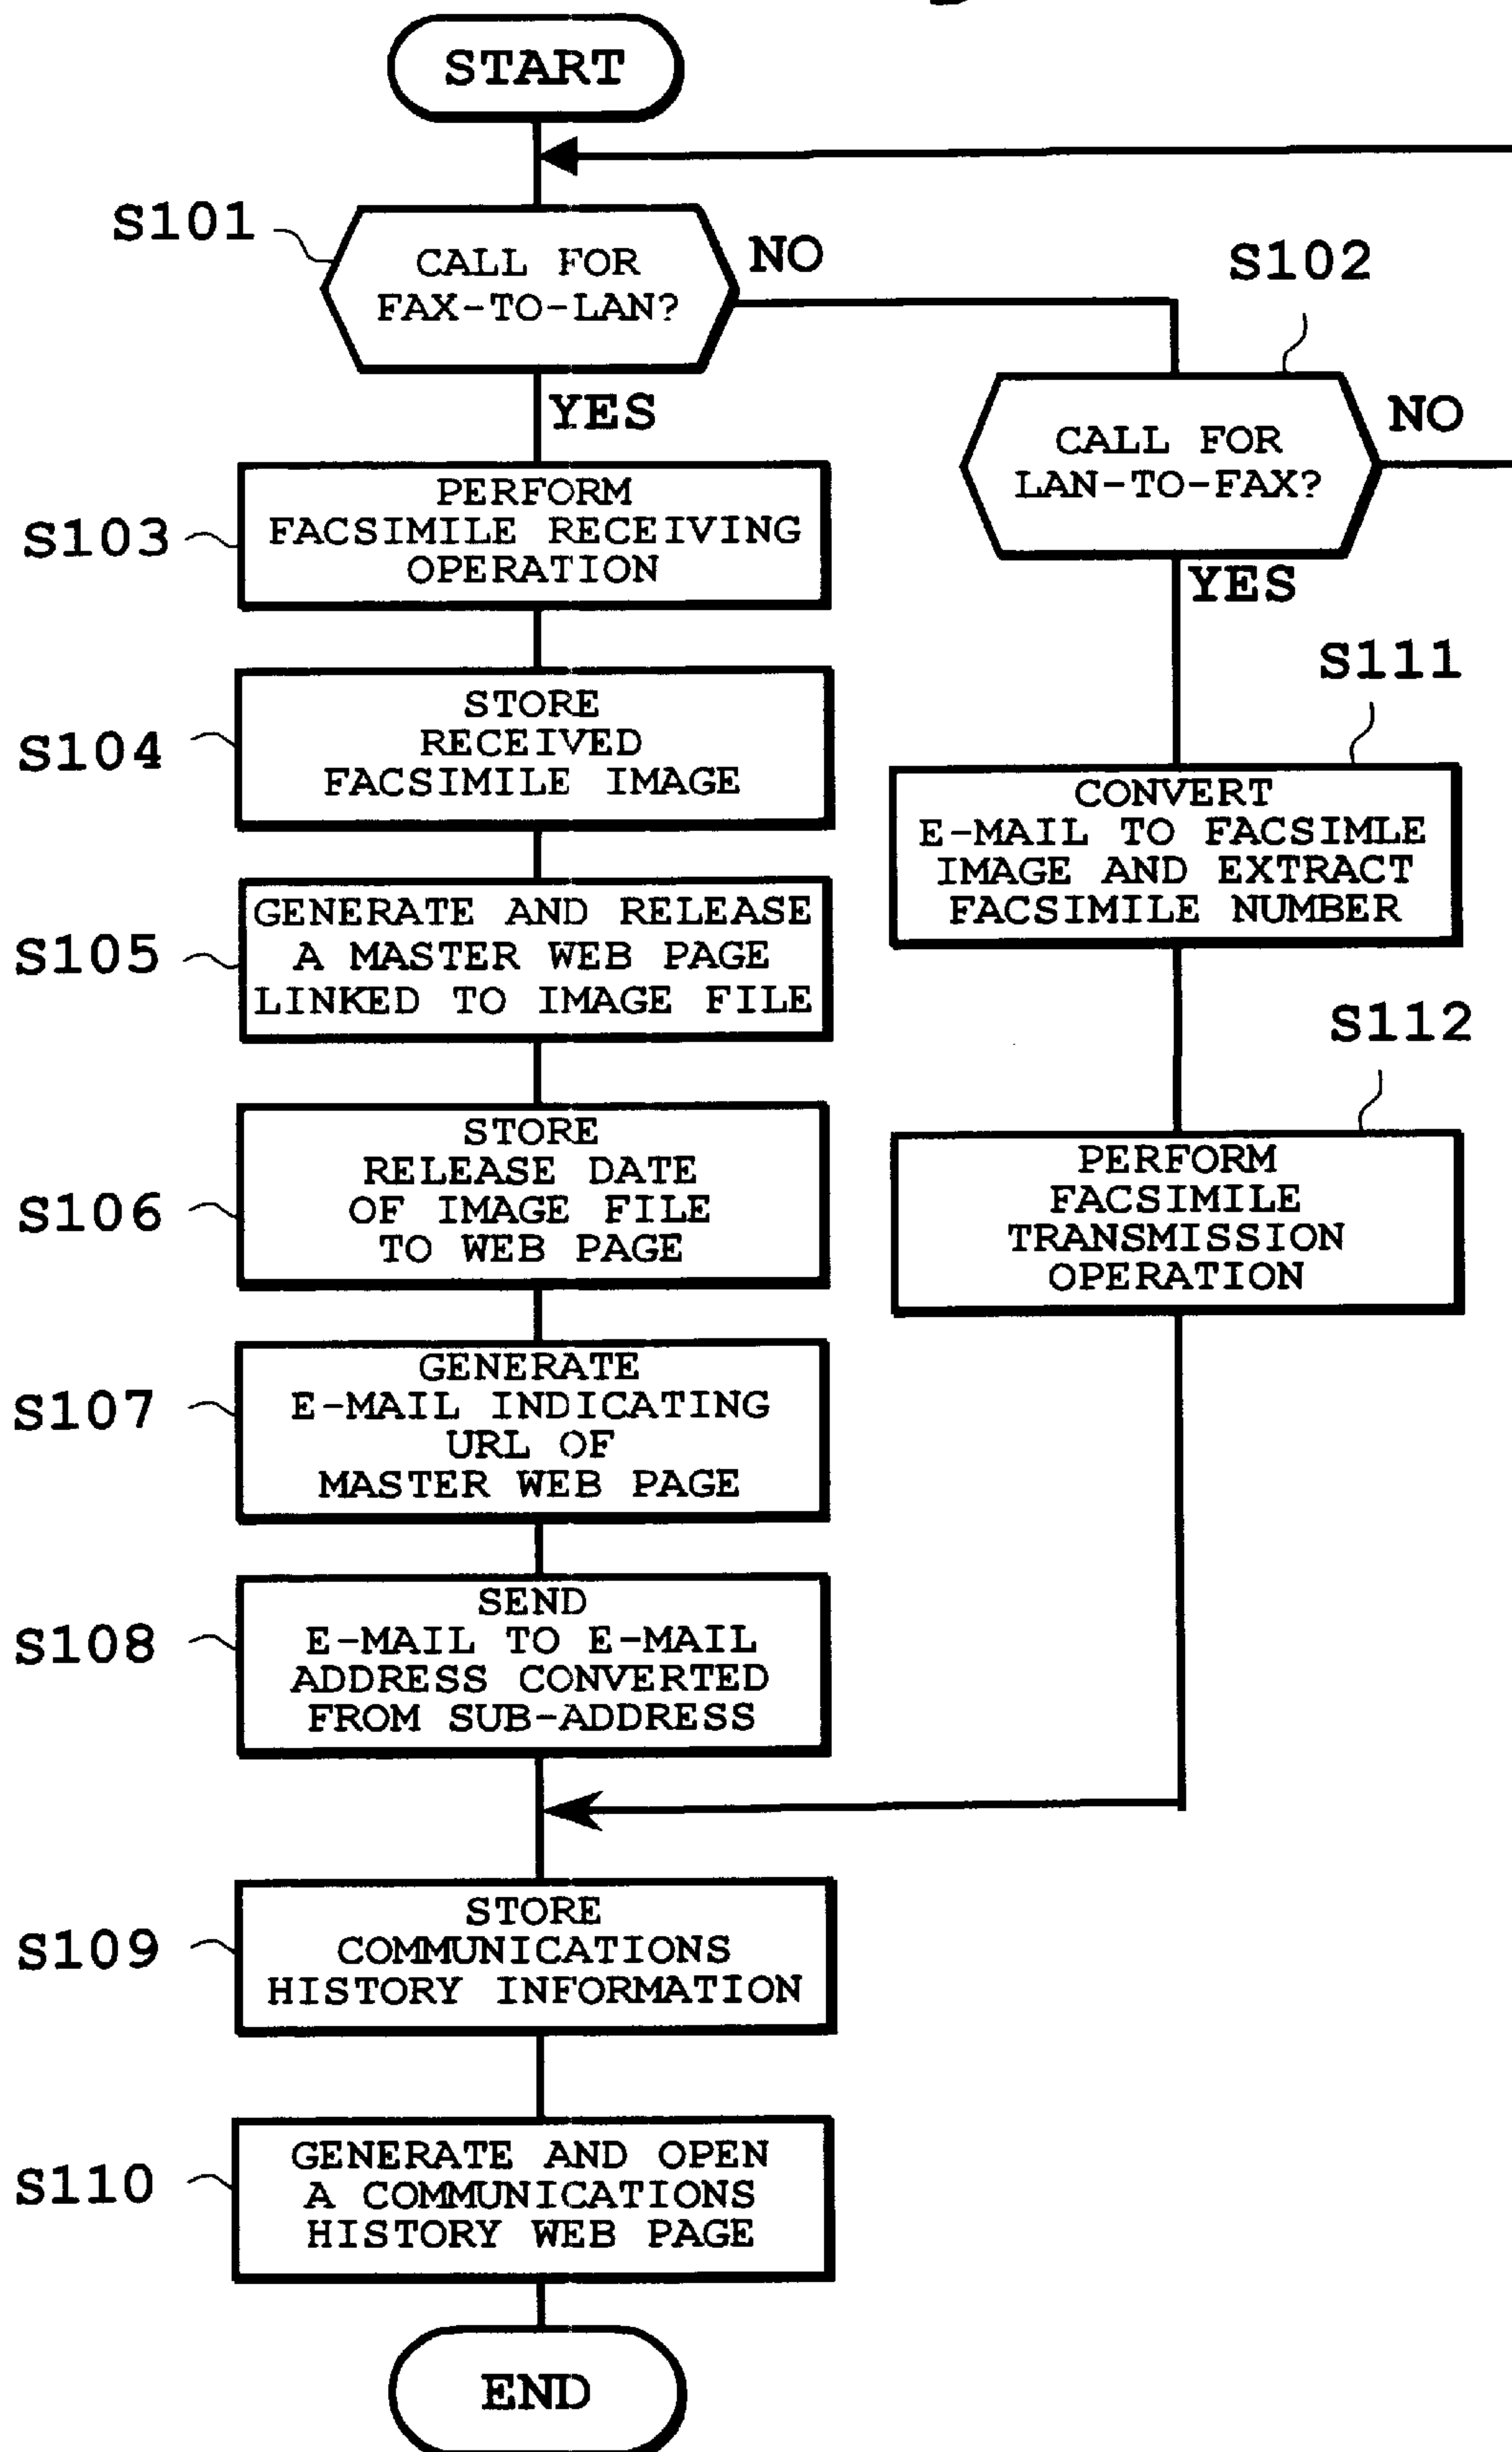 START
S101
CALL FOR
FAX-TO-LAN?
NO
S102
CALL FOR
LAN-TO-FAX?
NO
YES
YES
S103
PERFORM
FACSIMILE RECEIVING
OPERATION
S104
STORE
RECEIVED
FACSIMILE IMAGE
S111
CONVERT
E-MAIL TO FACSIMLE
IMAGE AND EXTRACT
FACSIMILE NUMBER
S105
GENERATE AND RELEASE
A MASTER WEB PAGE
LINKED TO IMAGE FILE
S112
PERFORM
FACSIMILE
TRANSMISSION
OPERATION
S106
STORE
RELEASE DATE
OF IMAGE FILE
TO WEB PAGE
S107
GENERATE
E-MAIL INDICATING
URL OF
MASTER WEB PAGE
S108
SEND
E-MAIL TO E-MAIL
ADDRESS CONVERTED
FROM SUB-ADDRESS
S109
STORE
COMMUNICATIONS
HISTORY INFORMATION
S110
GENERATE AND OPEN
A COMMUNICATIONS
HISTORY WEB PAGE
END